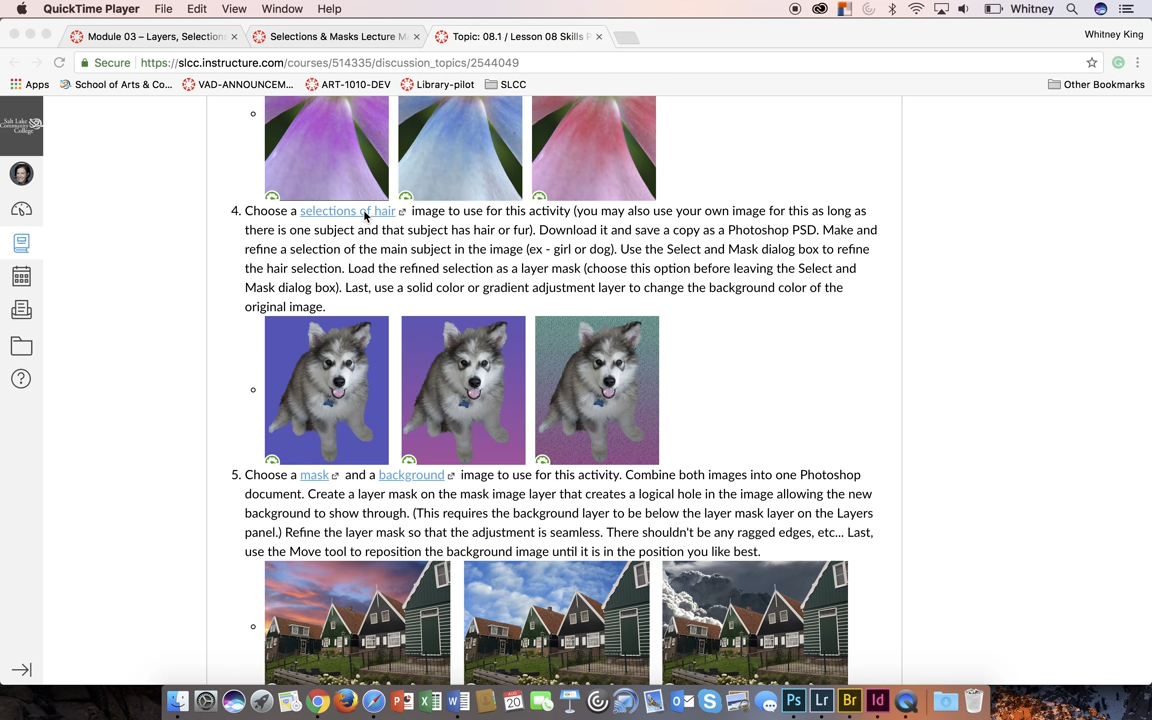 QuickTime Player File Edit View Window Help Whitney
Module 03 – Layers, Selection × Selections & Masks Lecture M × Topic: 08.1 / Lesson 08 Skills P × Whitney King
Secure https://slcc.instructure.com/courses/514335/discussion_topics/2544049
Apps School of Arts & Co... VAD-ANNOUNCEM... ART-1010-DEV Library-pilot SLCC Other Bookmarks
Salt Lake
Community
College
4. Choose a selections of hair image to use for this activity (you may also use your own image for this as long as
there is one subject and that subject has hair or fur). Download it and save a copy as a Photoshop PSD. Make and
refine a selection of the main subject in the image (ex - girl or dog). Use the Select and Mask dialog box to refine
the hair selection. Load the refined selection as a layer mask (choose this option before leaving the Select and
Mask dialog box). Last, use a solid color or gradient adjustment layer to change the background color of the
original image.
5. Choose a mask and a background image to use for this activity. Combine both images into one Photoshop
document. Create a layer mask on the mask image layer that creates a logical hole in the image allowing the new
background to show through. (This requires the background layer to be below the layer mask layer on the Layers
panel.) Refine the layer mask so that the adjustment is seamless. There shouldn't be any ragged edges, etc... Last,
use the Move tool to reposition the background image until it is in the position you like best.
AUG
20
Ps Lr Br Id